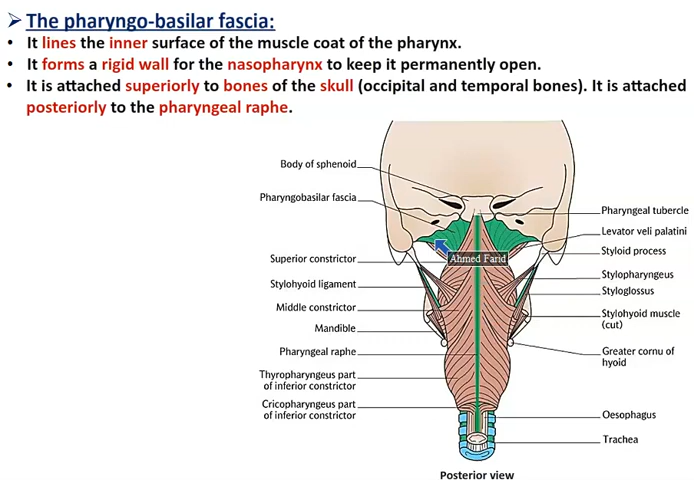 ➢ The pharyngo-basilar fascia:
• It lines the inner surface of the muscle coat of the pharynx.
• It forms a rigid wall for the nasopharynx to keep it permanently open.
• It is attached superiorly to bones of the skull (occipital and temporal bones). It is attached
posteriorly to the pharyngeal raphe.
Body of sphenoid
Pharyngobasilar fascia
Superior constrictor
Stylohyoid ligament
Middle constrictor
Mandible
Pharyngeal raphe
Thyropharyngeus part
of inferior constrictor
Cricopharyngeus part
of inferior constrictor
Ahmed Farid
Pharyngeal tubercle
Levator veli palatini
Styloid process
Stylopharyngeus
Styloglossus
Stylohyoid muscle
(cut)
Greater cornu of
hyoid
Oesophagus
Trachea
Posterior view